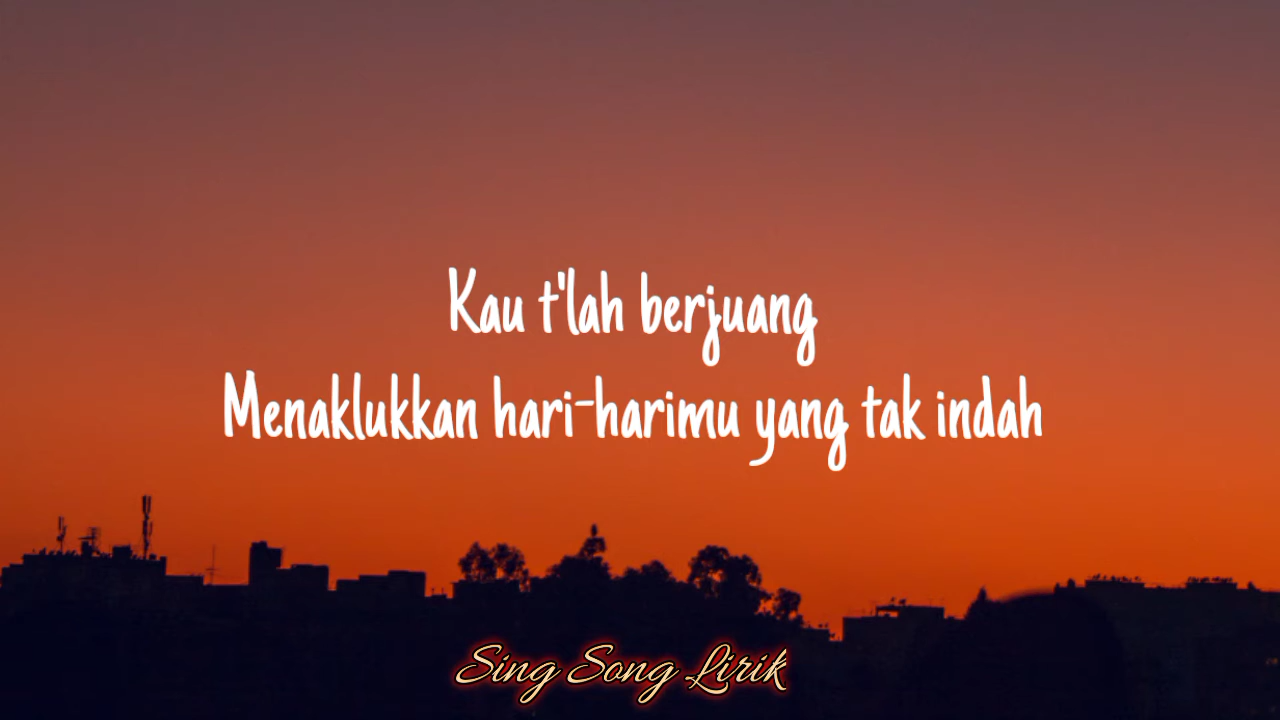 Kau t'lah berjuang
Menaklukkan hari-harimu yang tak indah
Sing Song Lirik